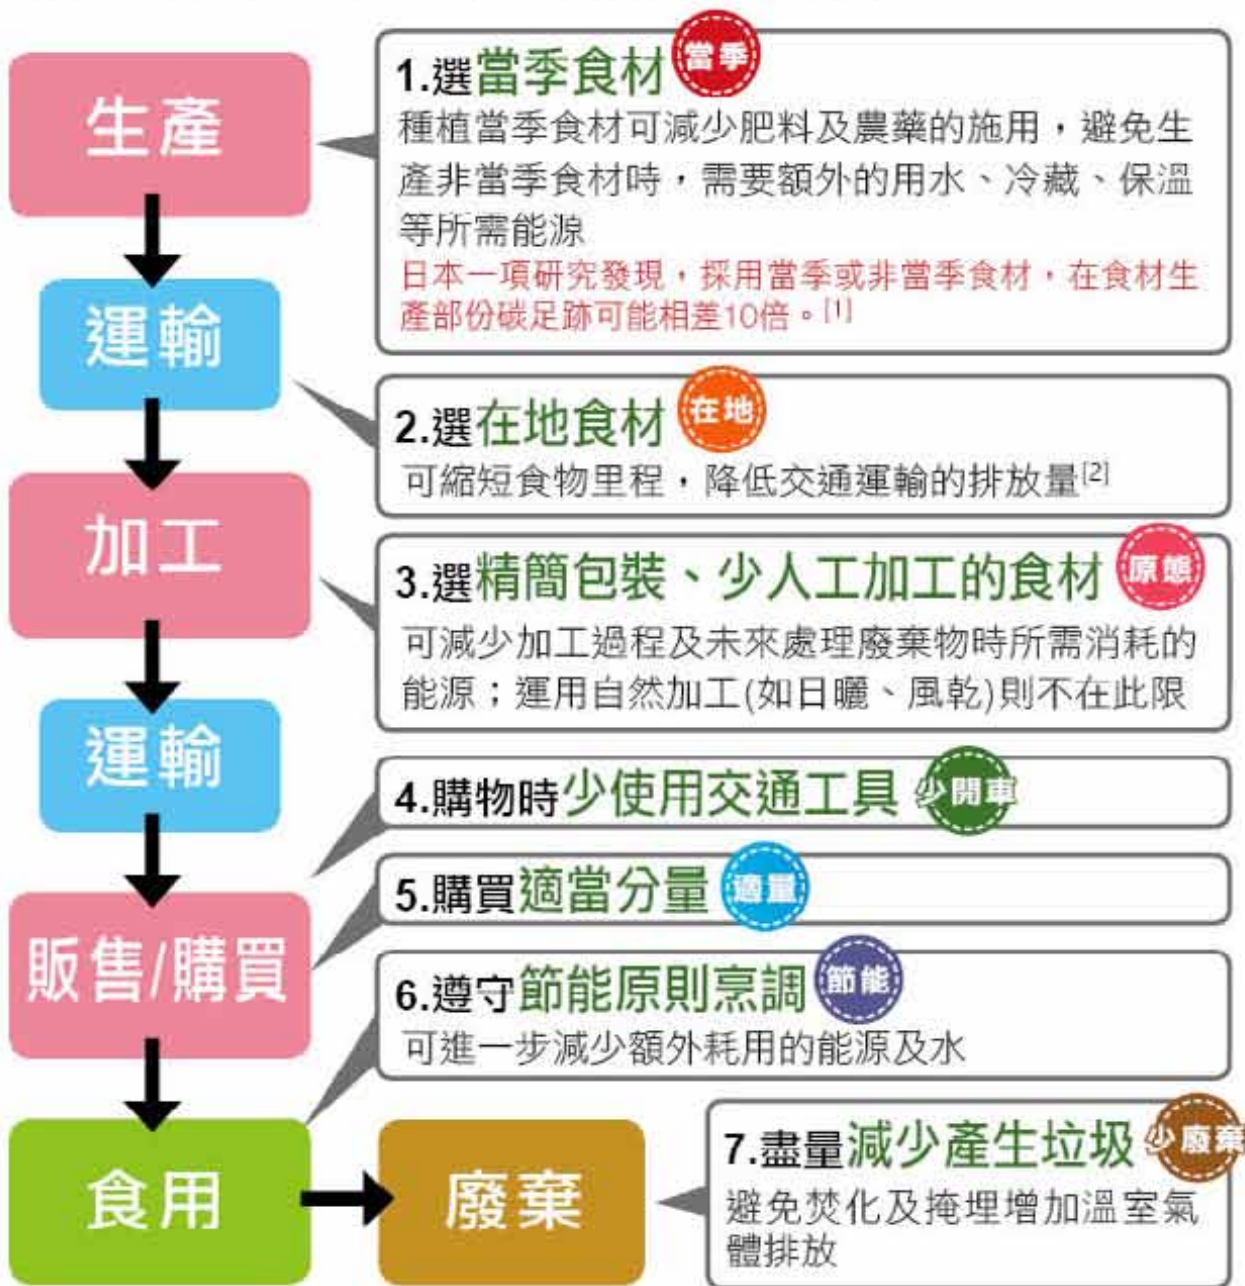 生產
1.選當季食材 當季
種植當季食材可減少肥料及農藥的施用，避免生
產非當季食材時，需要額外的用水、冷藏、保溫
等所需能源
日本一項研究發現，採用當季或非當季食材，在食材生
產部份碳足跡可能相差10倍。[1]
運輸
2.選在地食材 在地
可縮短食物里程，降低交通運輸的排放量[2]
加工
3.選精簡包裝、少人工加工的食材 原態
可減少加工過程及未來處理廢棄物時所需消耗的
能源；運用自然加工(如日曬、風乾)則不在此限
運輸
4.購物時少使用交通工具 少開車
5.購買適當分量 適量
販售/購買
6.遵守節能原則烹調 節能
可進一步減少額外耗用的能源及水
食用
廢棄
7.盡量減少產生垃圾 少廢棄
避免焚化及掩埋增加溫室氣
體排放